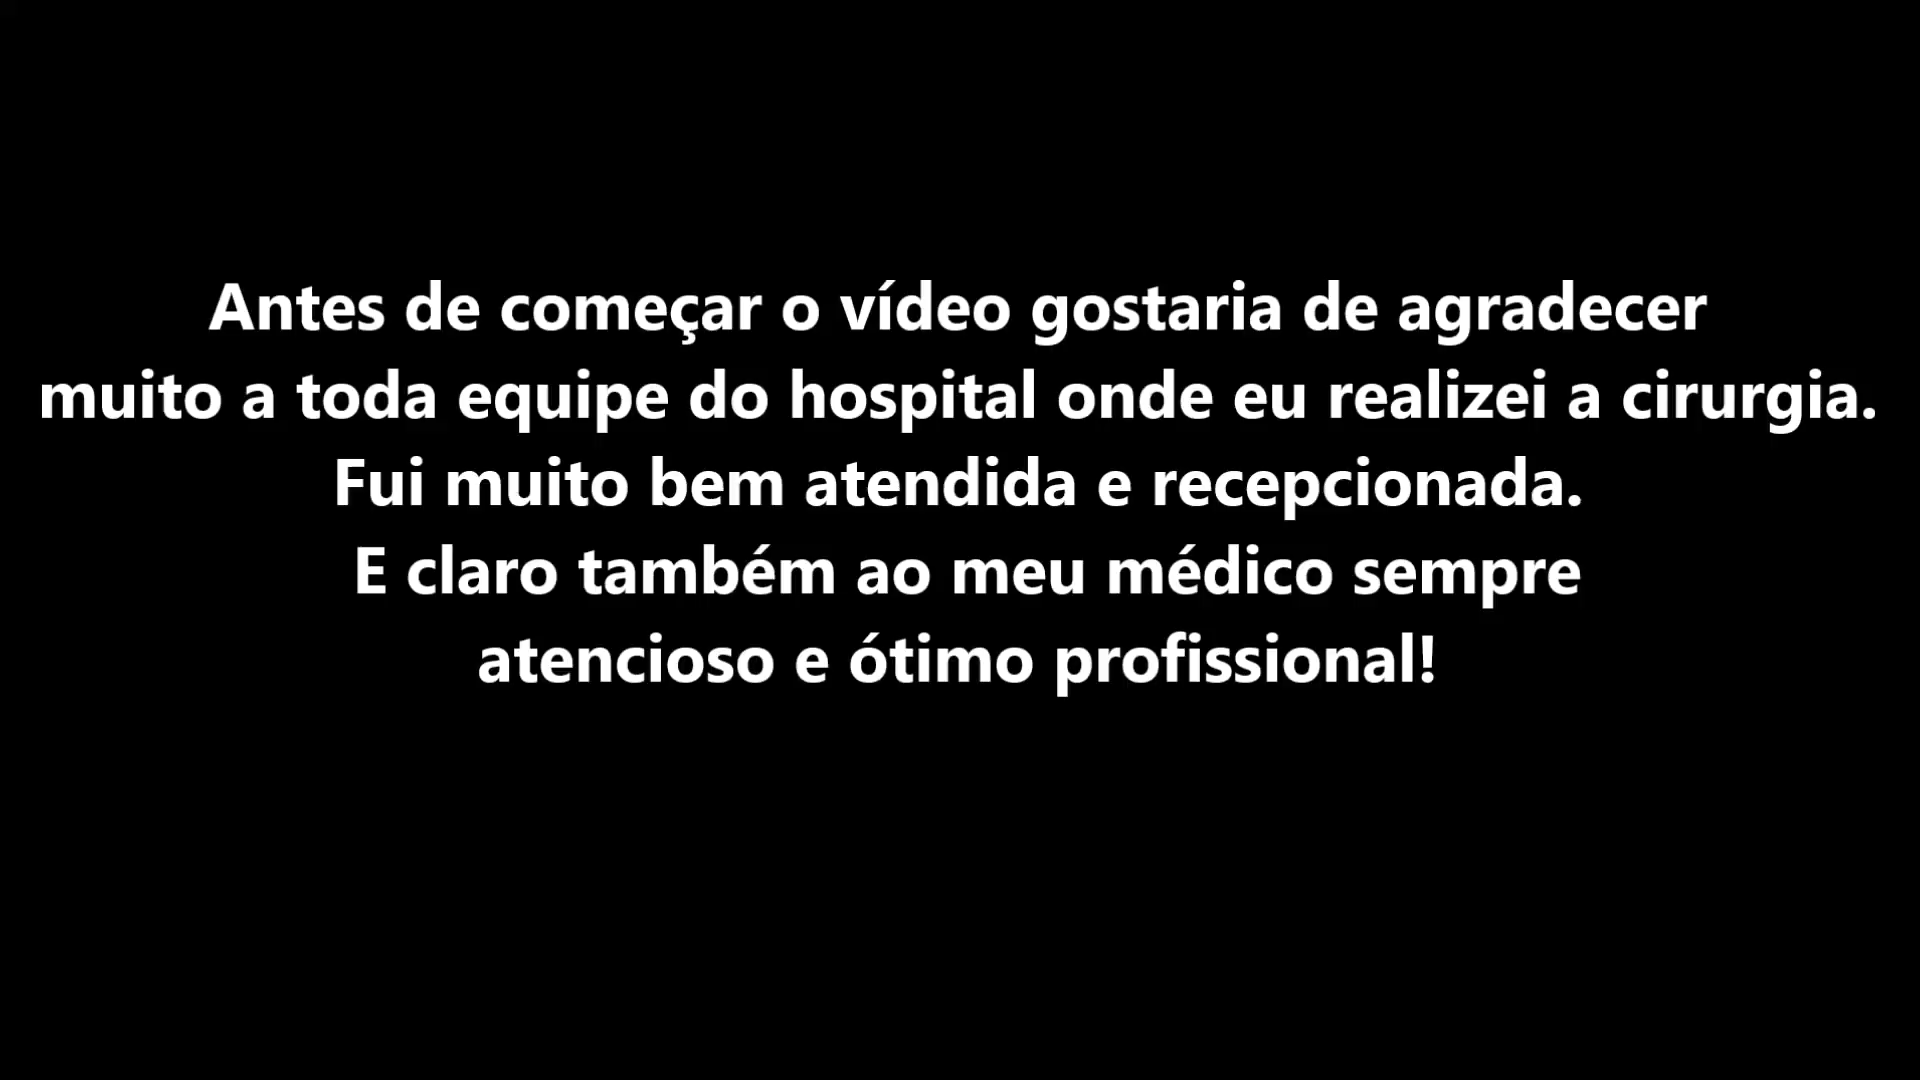 Antes de começar o vídeo gostaria de agradecer
muito a toda equipe do hospital onde eu realizei a cirurgia.
Fui muito bem atendida e recepcionada.
E claro também ao meu médico sempre
atencioso e ótimo profissional!